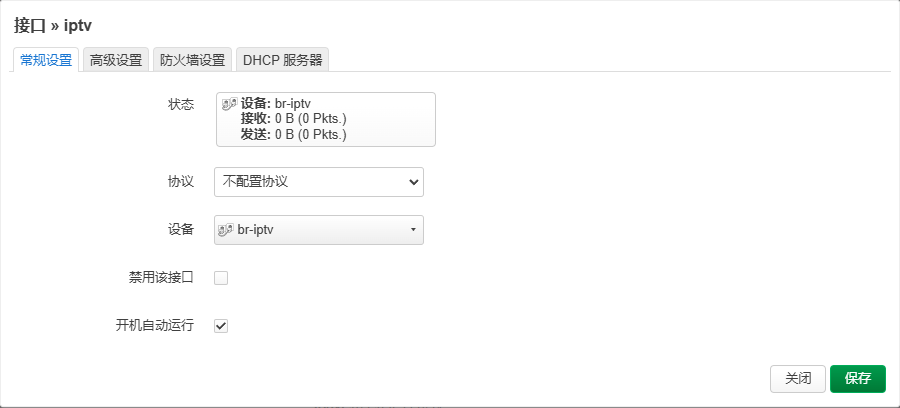 接口 » iptv
常规设置 高级设置 防火墙设置 DHCP 服务器
状态 设备: br-iptv
接收: 0 B (0 Pkts.)
发送: 0 B (0 Pkts.)
协议 不配置协议
设备 br-iptv
禁用该接口
开机自动运行
关闭 保存